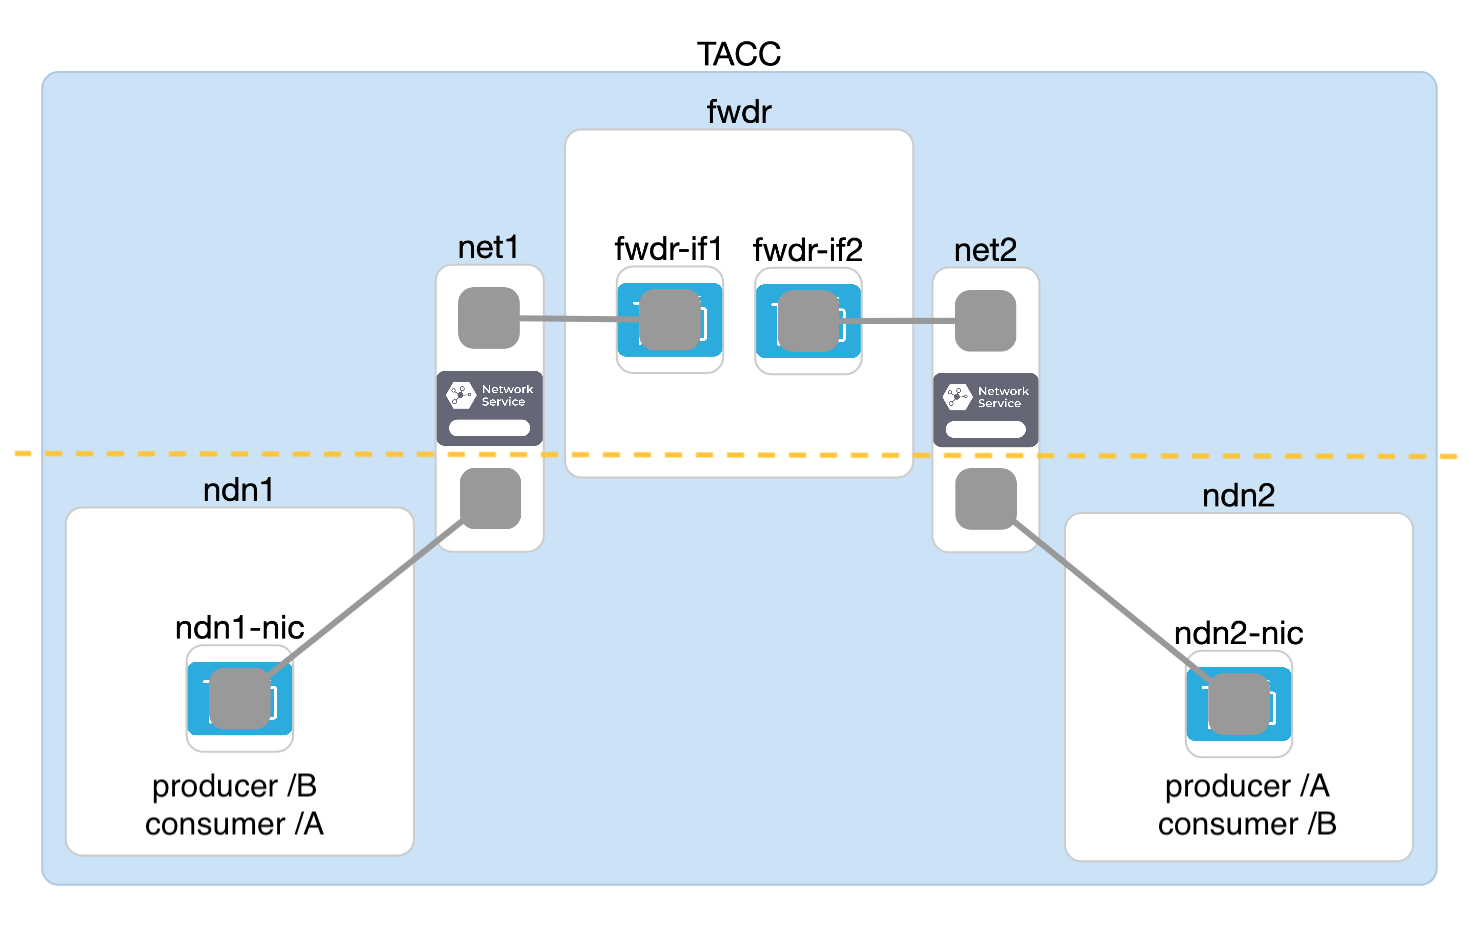 TACC
fwdr
net1
fwdr-if1
fwdr-if2
net2
Network
Service
Network
Service
ndn1
ndn2
ndn1-nic
ndn2-nic
producer /B
consumer /A
producer /A
consumer /B